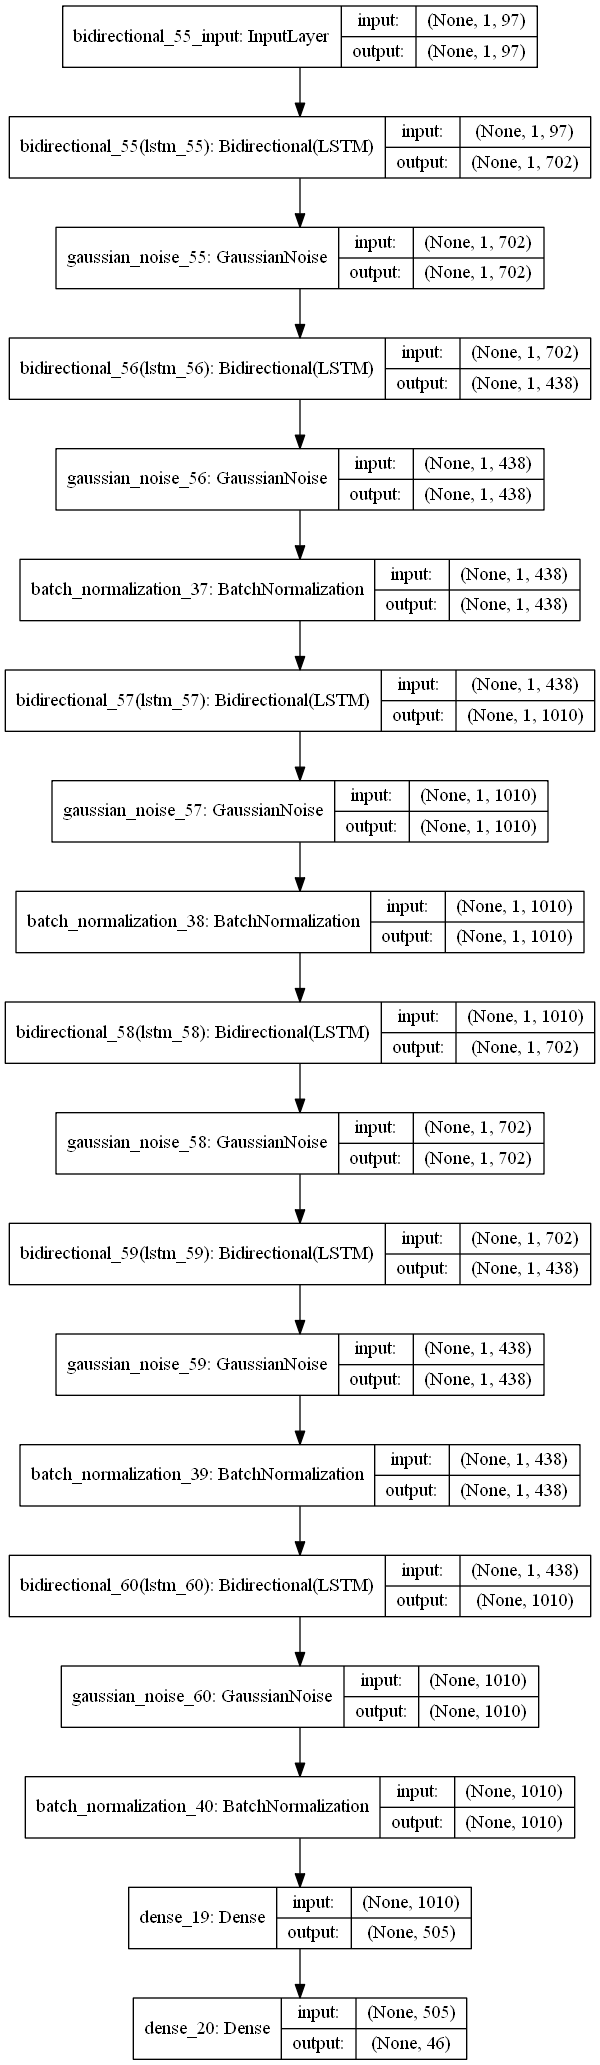 bidirectional_55_input: InputLayer
input: (None, 1, 97)
output: (None, 1, 97)
bidirectional_55(lstm_55): Bidirectional(LSTM)
input: (None, 1, 97)
output: (None, 1, 702)
gaussian_noise_55: GaussianNoise
input: (None, 1, 702)
output: (None, 1, 702)
bidirectional_56(lstm_56): Bidirectional(LSTM)
input: (None, 1, 702)
output: (None, 1, 438)
gaussian_noise_56: GaussianNoise
input: (None, 1, 438)
output: (None, 1, 438)
batch_normalization_37: BatchNormalization
input: (None, 1, 438)
output: (None, 1, 438)
bidirectional_57(lstm_57): Bidirectional(LSTM)
input: (None, 1, 438)
output: (None, 1, 1010)
gaussian_noise_57: GaussianNoise
input: (None, 1, 1010)
output: (None, 1, 1010)
batch_normalization_38: BatchNormalization
input: (None, 1, 1010)
output: (None, 1, 1010)
bidirectional_58(lstm_58): Bidirectional(LSTM)
input: (None, 1, 1010)
output: (None, 1, 702)
gaussian_noise_58: GaussianNoise
input: (None, 1, 702)
output: (None, 1, 702)
bidirectional_59(lstm_59): Bidirectional(LSTM)
input: (None, 1, 702)
output: (None, 1, 438)
gaussian_noise_59: GaussianNoise
input: (None, 1, 438)
output: (None, 1, 438)
batch_normalization_39: BatchNormalization
input: (None, 1, 438)
output: (None, 1, 438)
bidirectional_60(lstm_60): Bidirectional(LSTM)
input: (None, 1, 438)
output: (None, 1010)
gaussian_noise_60: GaussianNoise
input: (None, 1010)
output: (None, 1010)
batch_normalization_40: BatchNormalization
input: (None, 1010)
output: (None, 1010)
dense_19: Dense
input: (None, 1010)
output: (None, 505)
dense_20: Dense
input: (None, 505)
output: (None, 46)